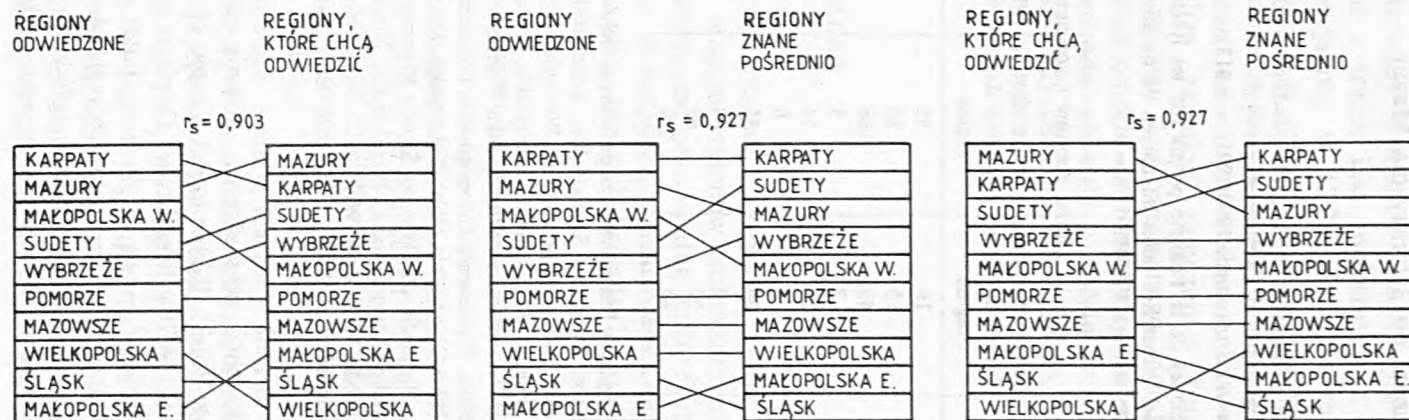 REGIONY
ODWIEDZONE
REGIONY,
KTÓRE CHCĄ
ODWIEDZIĆ
rs = 0,903
KARPATY
MAZURY
MAŁOPOLSKA W.
SUDETY
WYBRZEŻE
POMORZE
MAZOWSZE
WIELKOPOLSKA
ŚLĄSK
MAŁOPOLSKA E.
MAZURY
KARPATY
SUDETY
WYBRZEŻE
MAŁOPOLSKA W.
POMORZE
MAZOWSZE
MAŁOPOLSKA E
ŚLĄSK
WIELKOPOLSKA
REGIONY
ODWIEDZONE
REGIONY
ZNANE
POŚREDNIO
rs = 0,927
KARPATY
MAZURY
MAŁOPOLSKA W.
SUDETY
WYBRZEŻE
POMORZE
MAZOWSZE
WIELKOPOLSKA
ŚLĄSK
MAŁOPOLSKA E
KARPATY
SUDETY
MAZURY
WYBRZEŻE
MAŁOPOLSKA W.
POMORZE
MAZOWSZE
WIELKOPOLSKA
MAŁOPOLSKA E.
ŚLĄSK
REGIONY,
KTÓRE CHCĄ
ODWIEDZIĆ
REGIONY
ZNANE
POŚREDNIO
rs = 0,927
MAZURY
KARPATY
SUDETY
WYBRZEŻE
MAŁOPOLSKA W
POMORZE
MAZOWSZE
MAŁOPOLSKA E.
ŚLĄSK
WIELKOPOLSKA
KARPATY
SUDETY
MAZURY
WYBRZEŻE
MAŁOPOLSKA W
POMORZE
MAZOWSZE
WIELKOPOLSKA
MAŁOPOLSKA E.
ŚLĄSK